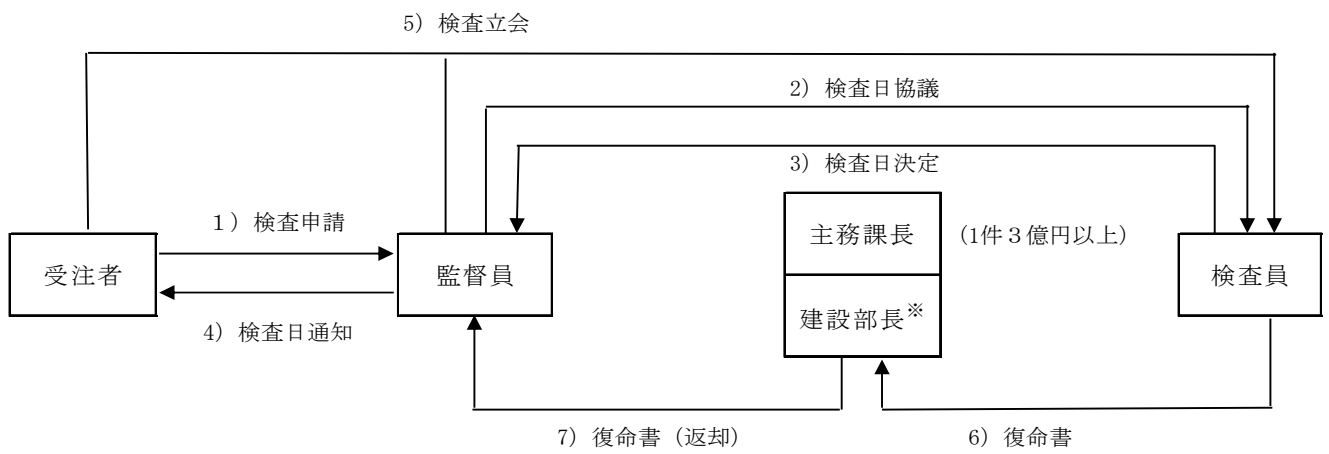 5) 検査立会
2) 検査日協議
3) 検査日決定
1) 検査申請
主務課長
(1件3億円以上)
受注者
監督員
検査員
建設部長※
4) 検査日通知
7) 復命書 (返却)
6) 復命書